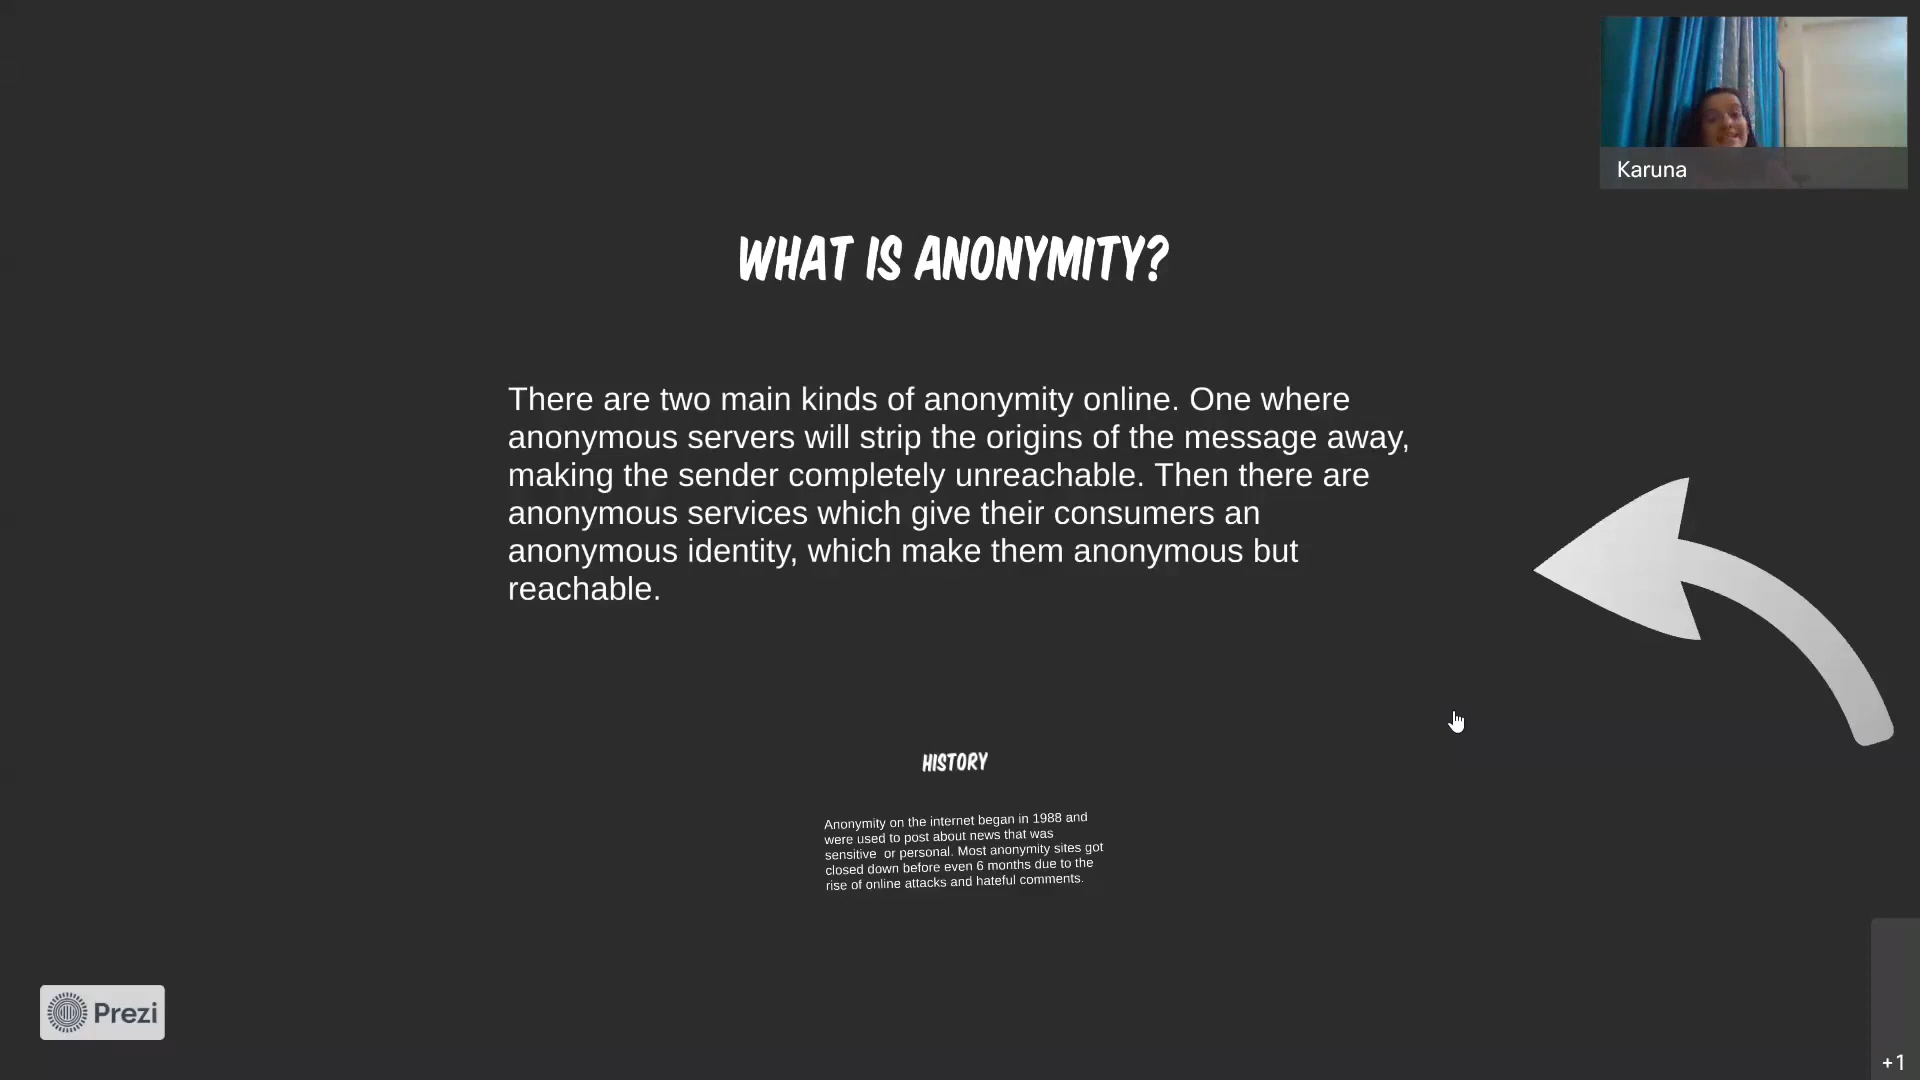 Karuna
WHAT IS ANONYMITY?
There are two main kinds of anonymity online. One where
anonymous servers will strip the origins of the message away,
making the sender completely unreachable. Then there are
anonymous services which give their consumers an
anonymous identity, which make them anonymous but
reachable.
HISTORY
Anonymity on the internet began in 1988 and
were used to post about news that was
sensitive  or personal. Most anonymity sites got
closed down before even 6 months due to the
rise of online attacks and hateful comments.
Prezi
+1